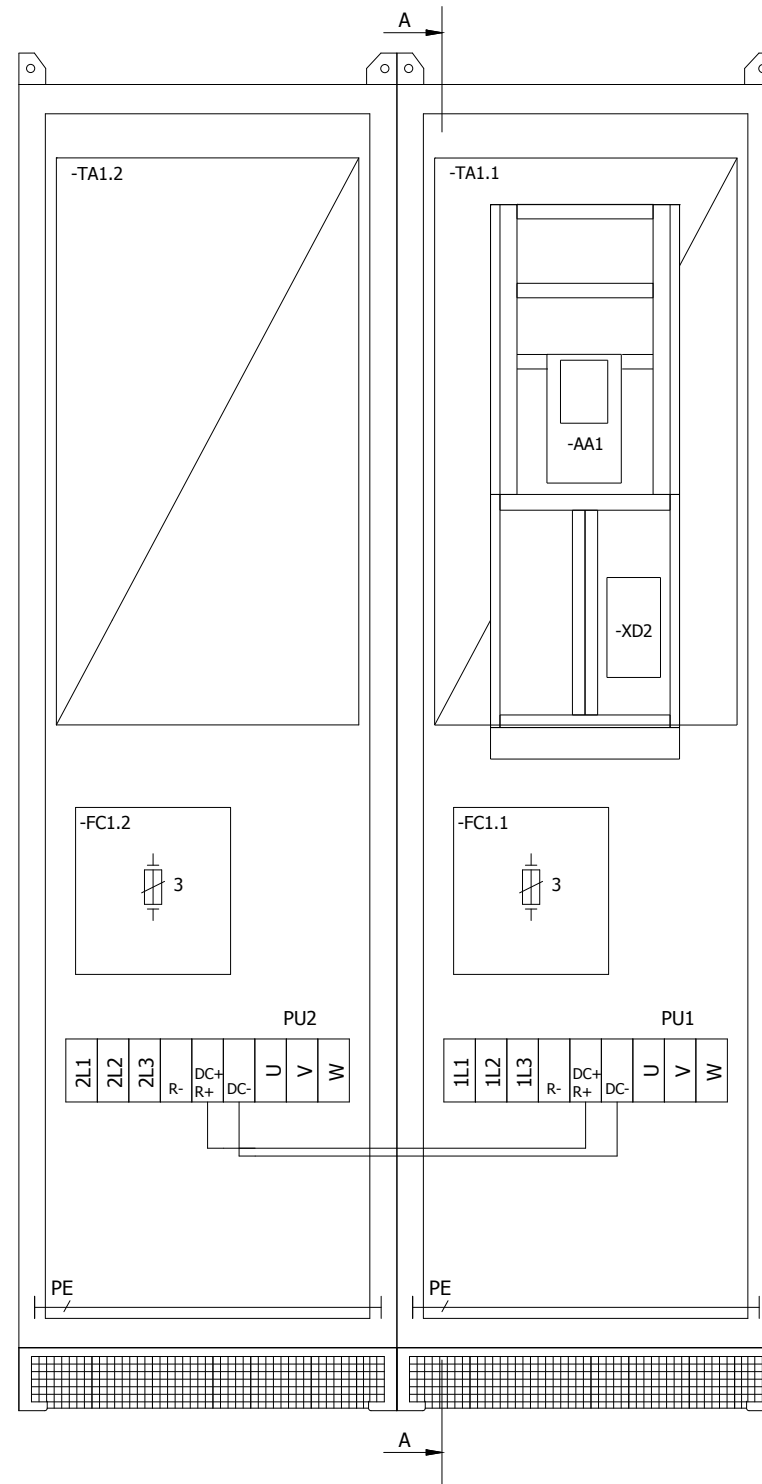 A
-TA1.2
-TA1.1
-AA1
-XD2
-FC1.2
3
-FC1.1
3
PU2
2L1 2L2 2L3 R- DC+ R+ DC- U V W
PU1
1L1 1L2 1L3 R- DC+ R+ DC- U V W
PE
PE
A